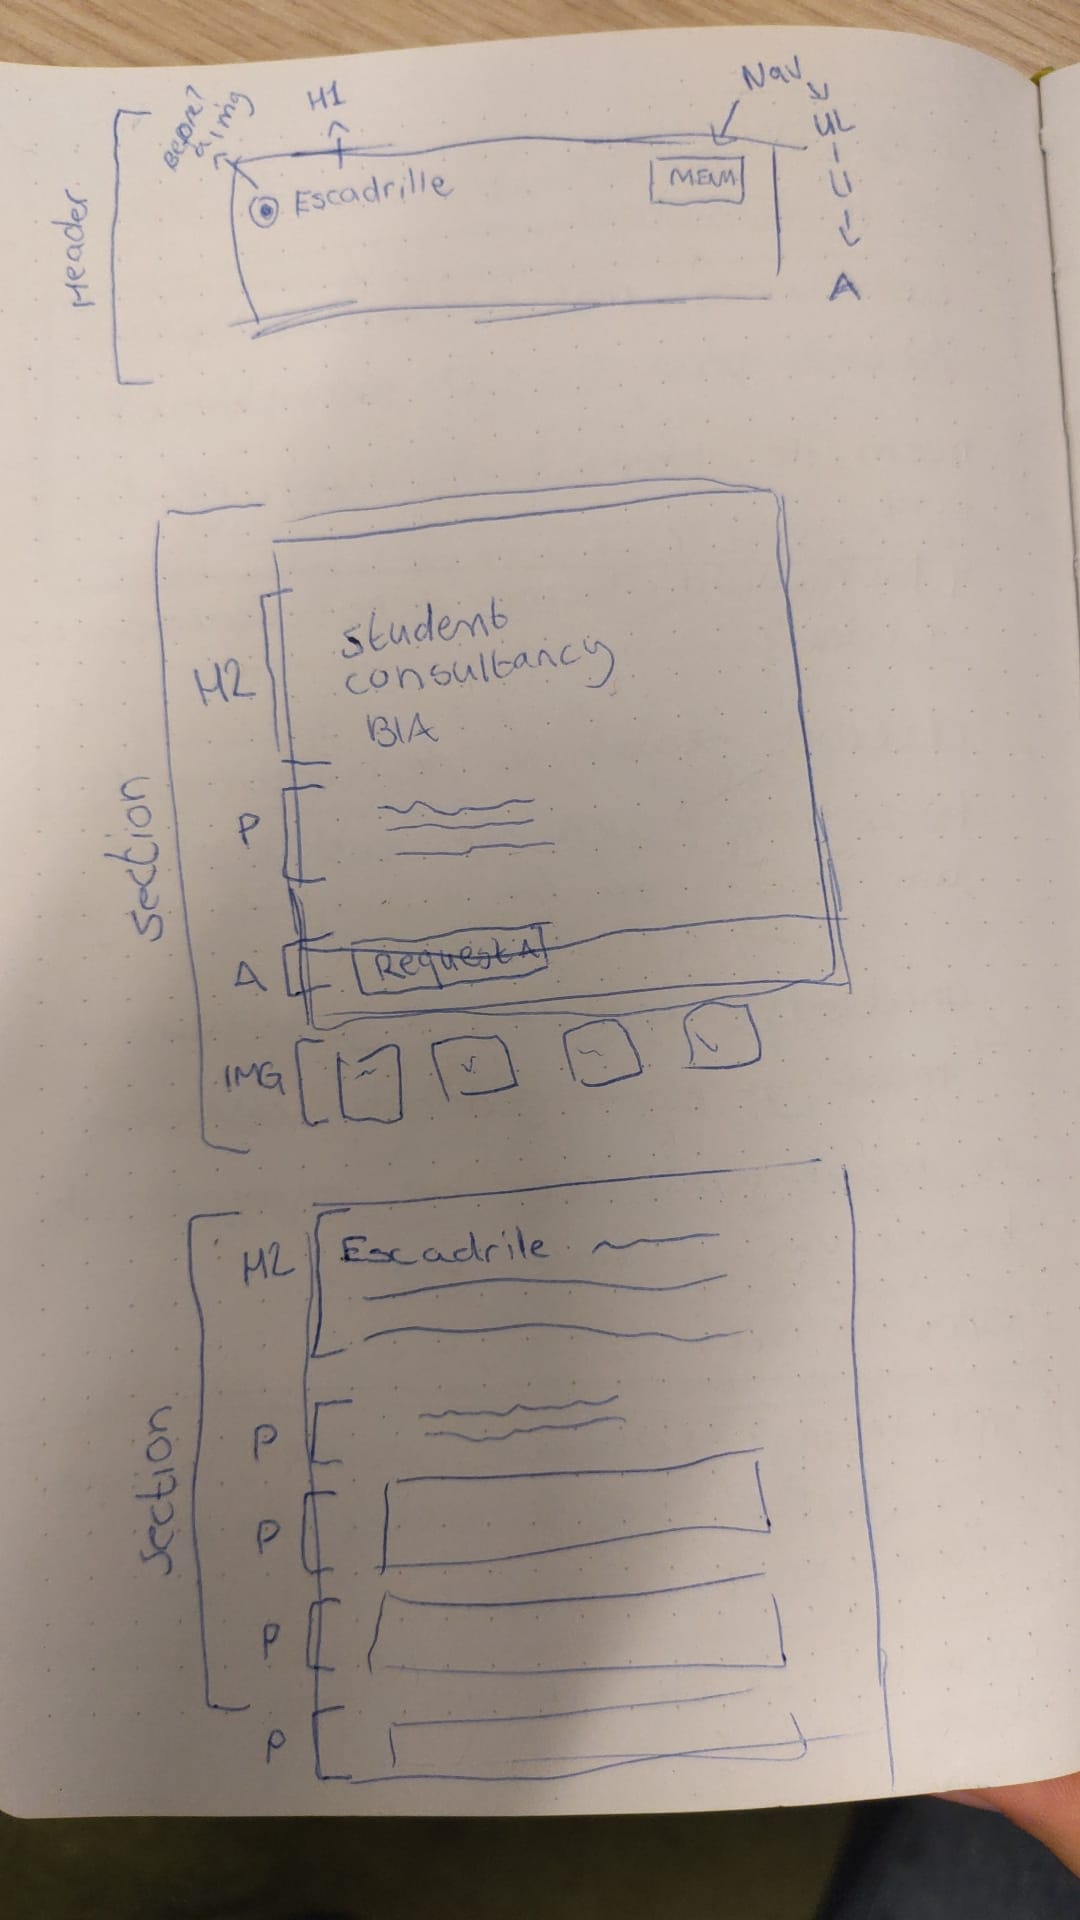 Header
Before?
a img
H1
Nav
UL
LI
A
Escadrille
MENU
Section
H2
Student
consultancy
BIA
P
A
Request A
IMG
Section
H2
Escadrile
P
P
P
P